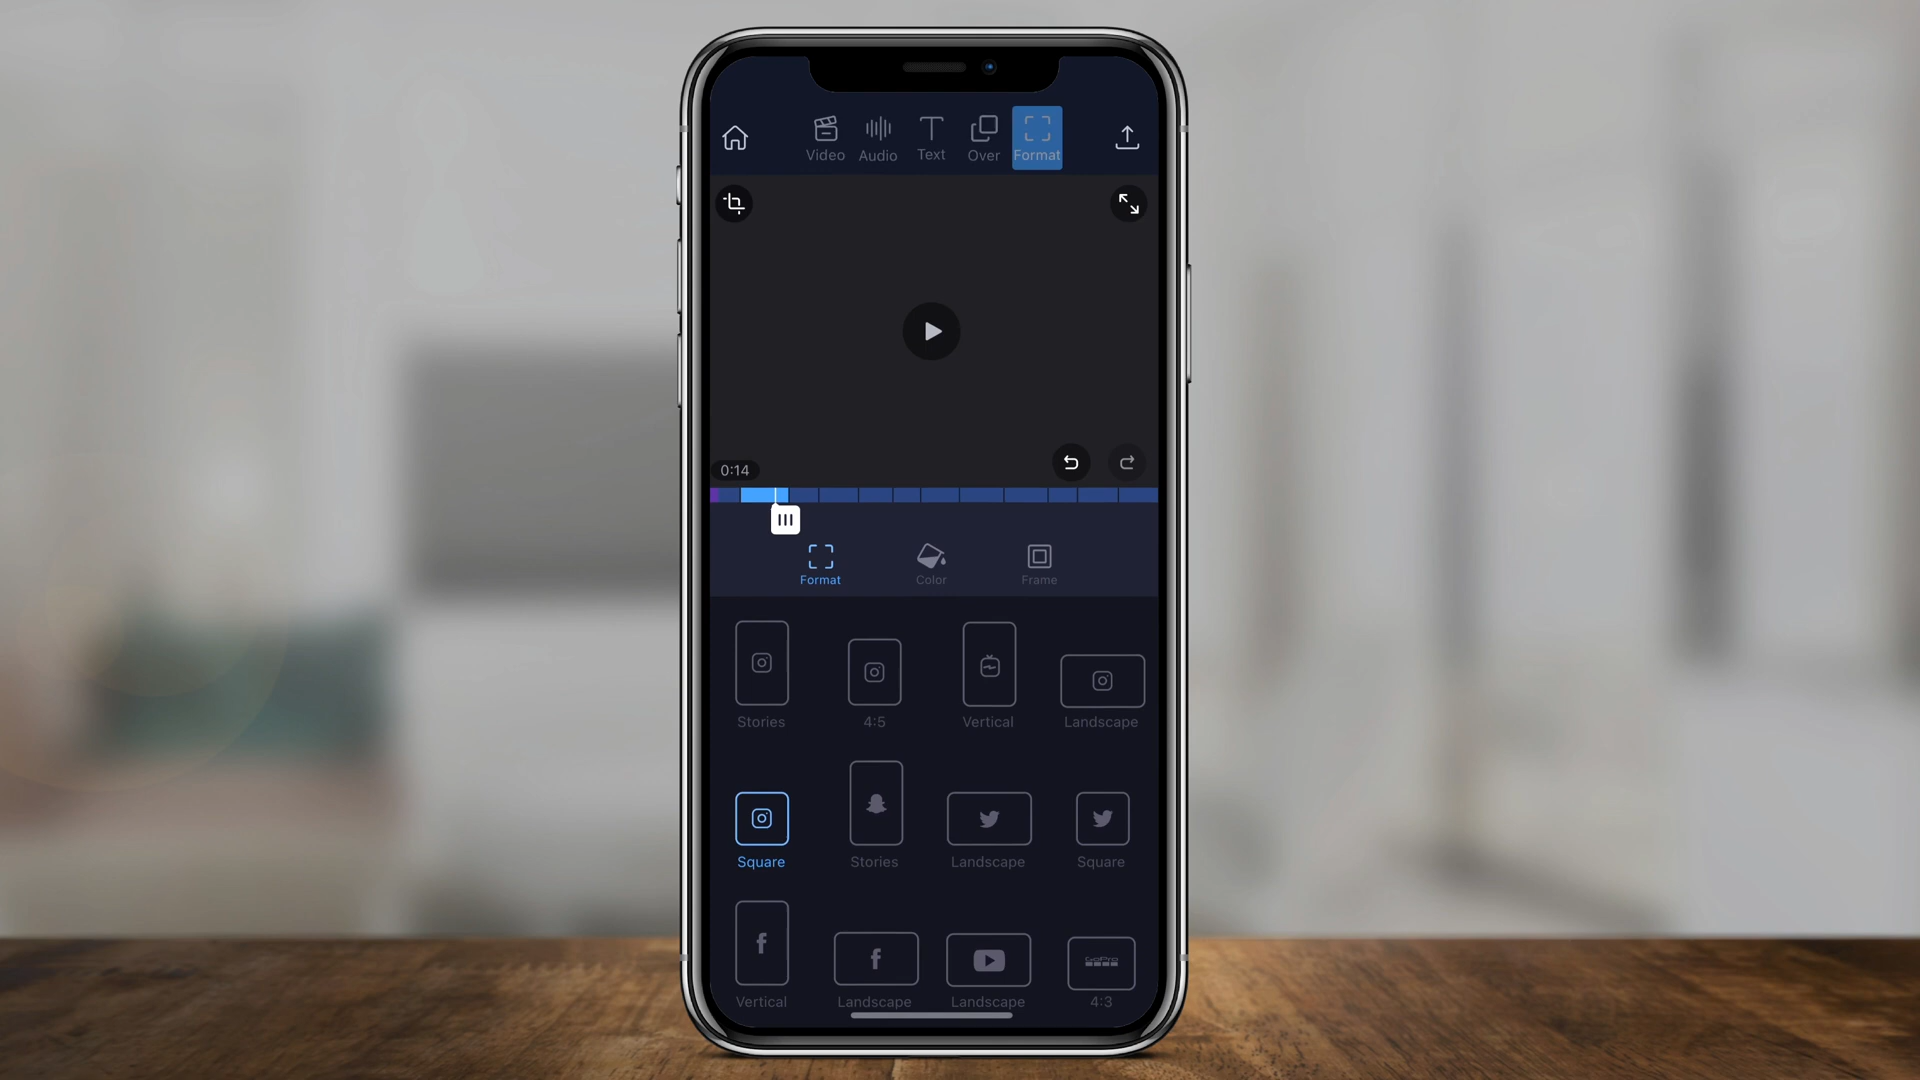 Video Audio Text Over Format
0:14
Format Color Frame
Stories 4:5 Vertical Landscape
Square Stories Landscape Square
GoPro
Vertical Landscape Landscape 4:3